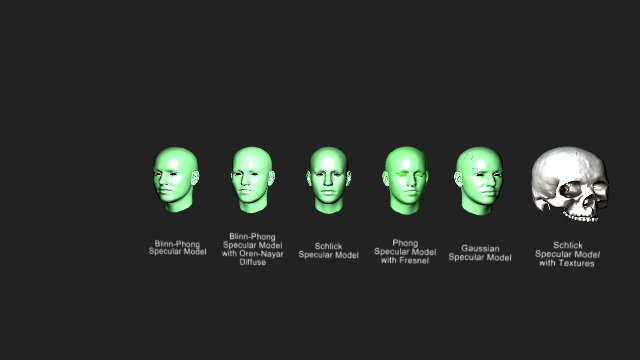 Blinn-Phong
Specular Model
Blinn-Phong
Specular Model
with Oren-Nayar
Diffuse
Schlick
Specular Model
Phong
Specular Model
with Fresnel
Gaussian
Specular Model
Schlick
Specular Model
with Textures